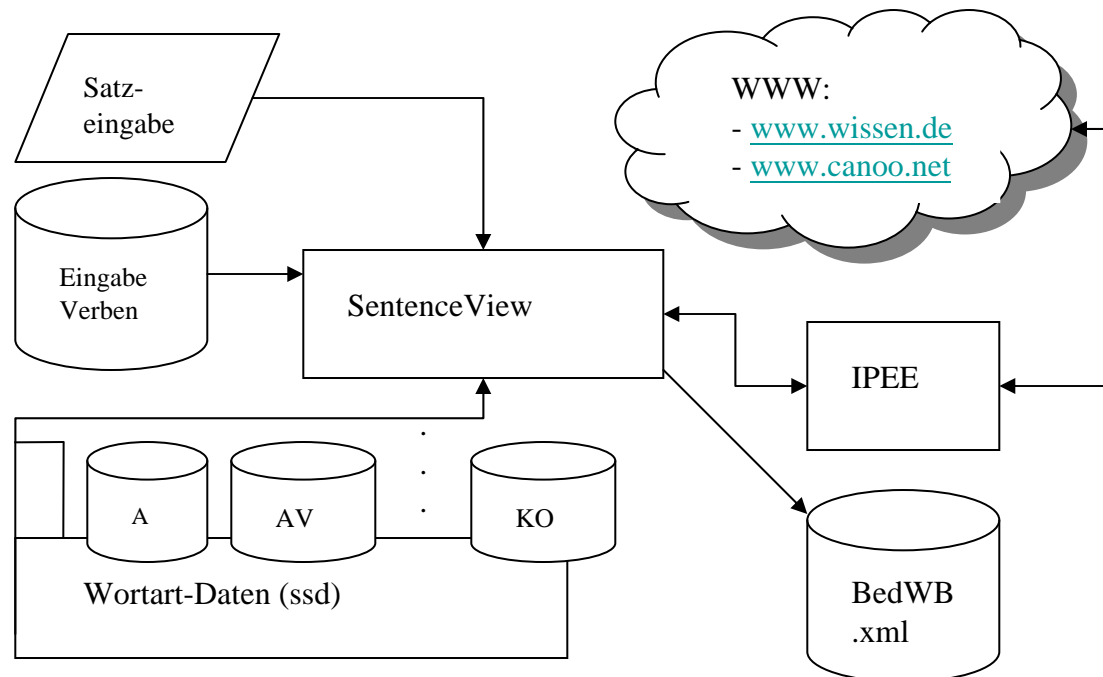 Satz-
eingabe
WWW:
- www.wissen.de
- www.canoo.net
Eingabe
Verben
SentenceView
IPEE
A
AV
.
.
.
KO
Wortart-Daten (ssd)
BedWB
.xml